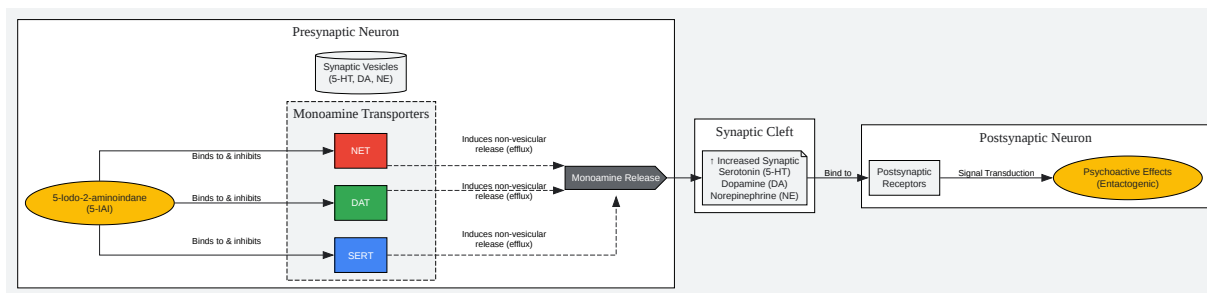 Presynaptic Neuron
Synaptic Vesicles
(5-HT, DA, NE)
Monoamine Transporters
NET
DAT
SERT
5-Iodo-2-aminoindane
(5-IAI)
Binds to & inhibits
Binds to & inhibits
Binds to & inhibits
Induces non-vesicular
release (efflux)
Induces non-vesicular
release (efflux)
Induces non-vesicular
release (efflux)
Monoamine Release
Synaptic Cleft
↑ Increased Synaptic
Serotonin (5-HT)
Dopamine (DA)
Norepinephrine (NE)
Bind to
Postsynaptic Neuron
Postsynaptic
Receptors
Signal Transduction
Psychoactive Effects
(Entactogenic)